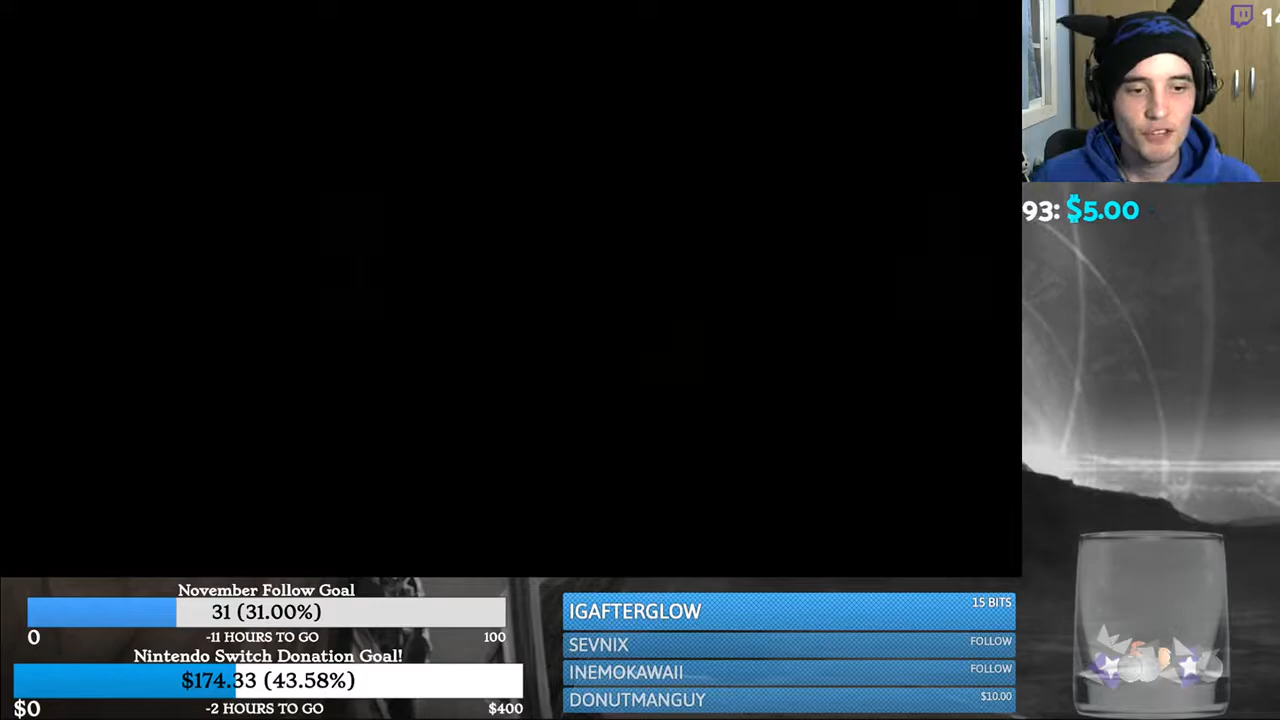 14
93: $5.00
November Follow Goal
31 (31.00%)
0 -11 HOURS TO GO 100
Nintendo Switch Donation Goal!
$174.33 (43.58%)
$0 -2 HOURS TO GO $400
IGAFTERGLOW 15 BITS
SEVNIX FOLLOW
INEMOKAWAII FOLLOW
DONUTMANGUY $10.00